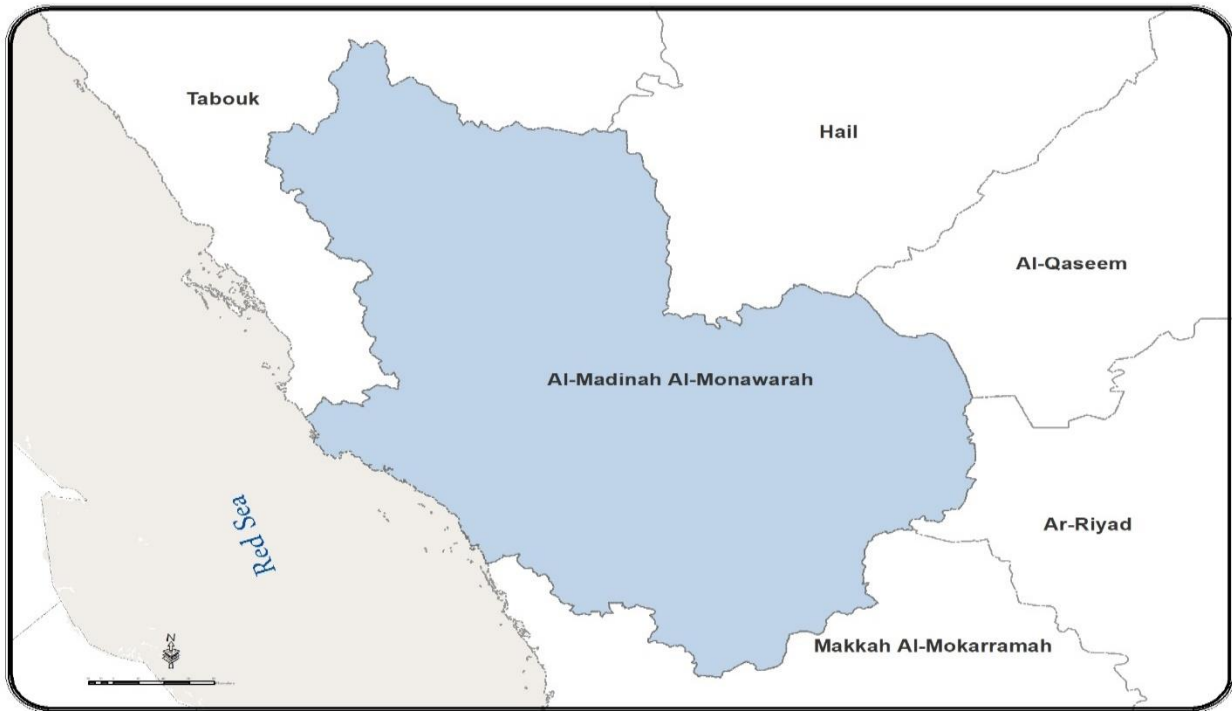 Tabouk
Hail
Al-Qaseem
Al-Madinah Al-Monawarah
Red Sea
Ar-Riyad
N
Makkah Al-Mokarramah